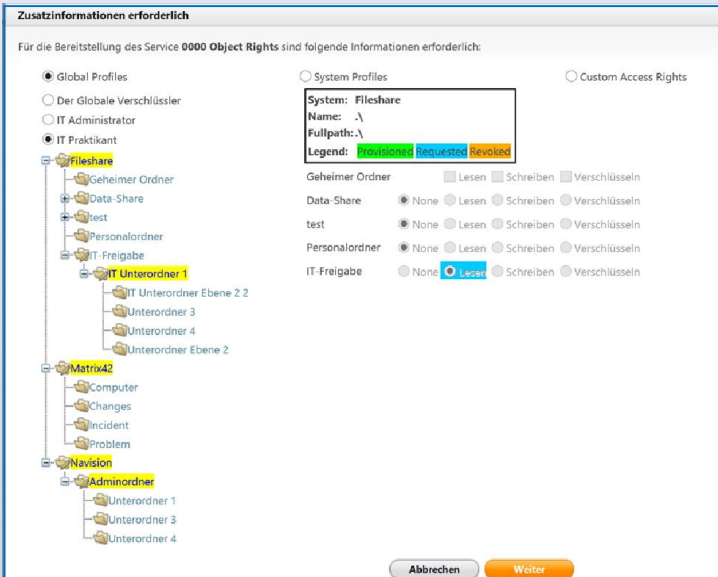 Zusatzinformationen erforderlich
Für die Bereitstellung des Service 0000 Object Rights sind folgende Informationen erforderlich:
Global Profiles
System Profiles
Custom Access Rights
Der Globale Verschlüssler
IT Administrator
IT Praktikant
Fileshare
Geheimer Ordner
Data-Share
test
Personalordner
IT-Freigabe
IT Unterordner 1
IT Unterordner Ebene 2 2
Unterordner 3
Unterordner 4
Unterordner Ebene 2
Matrix42
Computer
Changes
Incident
Problem
Navision
Adminordner
Unterordner 1
Unterordner 3
Unterordner 4
System: Fileshare
Name: .\
Fullpath:.\
Legend: Provisioned Requested Revoked
Geheimer Ordner Lesen Schreiben Verschlüsseln
Data-Share None Lesen Schreiben Verschlüsseln
test None Lesen Schreiben Verschlüsseln
Personalordner None Lesen Schreiben Verschlüsseln
IT-Freigabe None Lesen Schreiben Verschlüsseln
Abbrechen Weiter